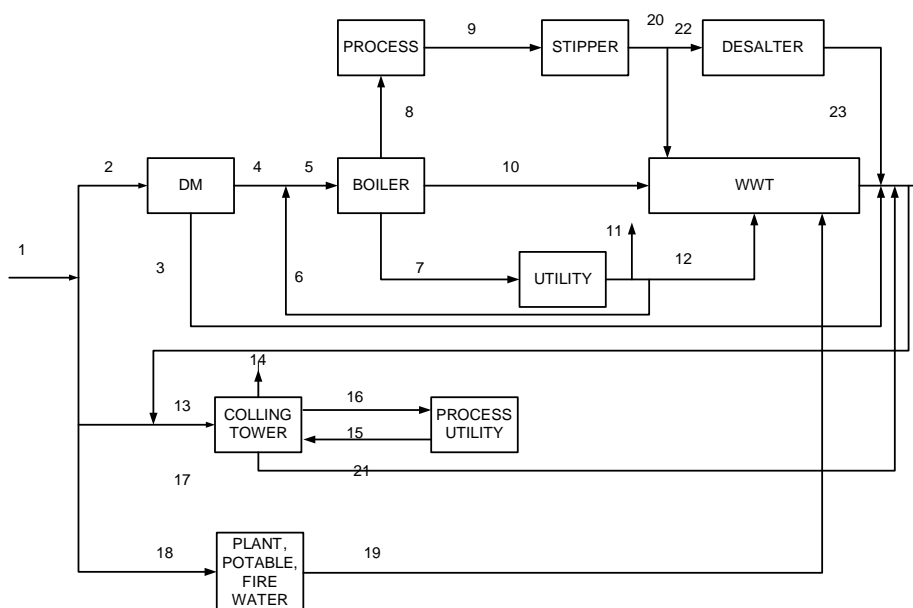 20
9
22
PROCESS
STIPPER
DESALTER
8
23
2
4
5
10
DM
BOILER
WWT
1
11
3
6
7
12
UTILITY
14
13
16
COLLING
TOWER
PROCESS
UTILITY
15
17
21
18
PLANT,
POTABLE,
FIRE
WATER
19